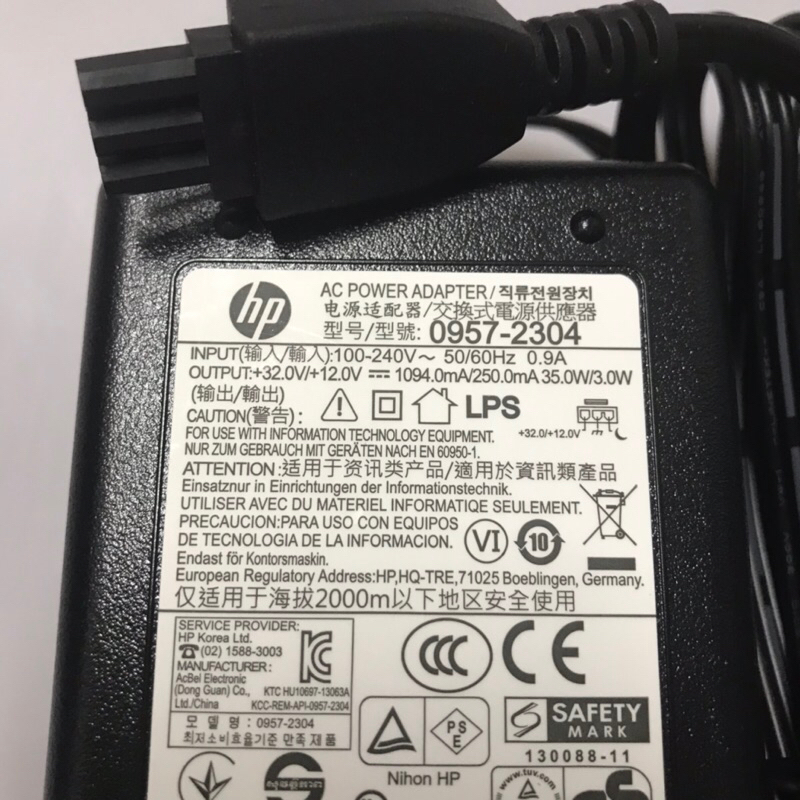 hp
AC POWER ADAPTER/직류전원장치
电源适配器/交換式電源供應器
型号/型號: 0957-2304
INPUT(输入/輸入):100-240V~ 50/60Hz 0.9A
OUTPUT:+32.0V/+12.0V ⎓ 1094.0mA/250.0mA 35.0W/3.0W
(输出/輸出)
CAUTION(警告):
LPS
+32.0/+12.0V
FOR USE WITH INFORMATION TECHNOLOGY EQUIPMENT.
NUR ZUM GEBRAUCH MIT GERÄTEN NACH EN 60950-1.
ATTENTION:适用于资讯类产品/適用於資訊類產品
Einsatznur in Einrichtungen der Informationstechnik.
UTILISER AVEC DU MATERIEL INFORMATIQE SEULEMENT.
PRECAUCION:PARA USO CON EQUIPOS
DE TECNOLOGIA DE LA INFORMACION.
VI
10
Endast för Kontorsmaskin.
European Regulatory Address:HP,HQ-TRE,71025 Boeblingen, Germany.
仅适用于海拔2000m以下地区安全使用
SERVICE PROVIDER:
HP Korea Ltd.
☎(02) 1588-3003
MANUFACTURER:
AcBel Electronic
(Dong Guan) Co.,
Ltd./China
KTC HU10697-13063A
KCC-REM-API-0957-2304
모 델 명 : 0957-2304
최저소비효율기준 만족 제품
CCC
CE
PS
E
Nihon HP
SAFETY
MARK
130088-11
www.tuv.com